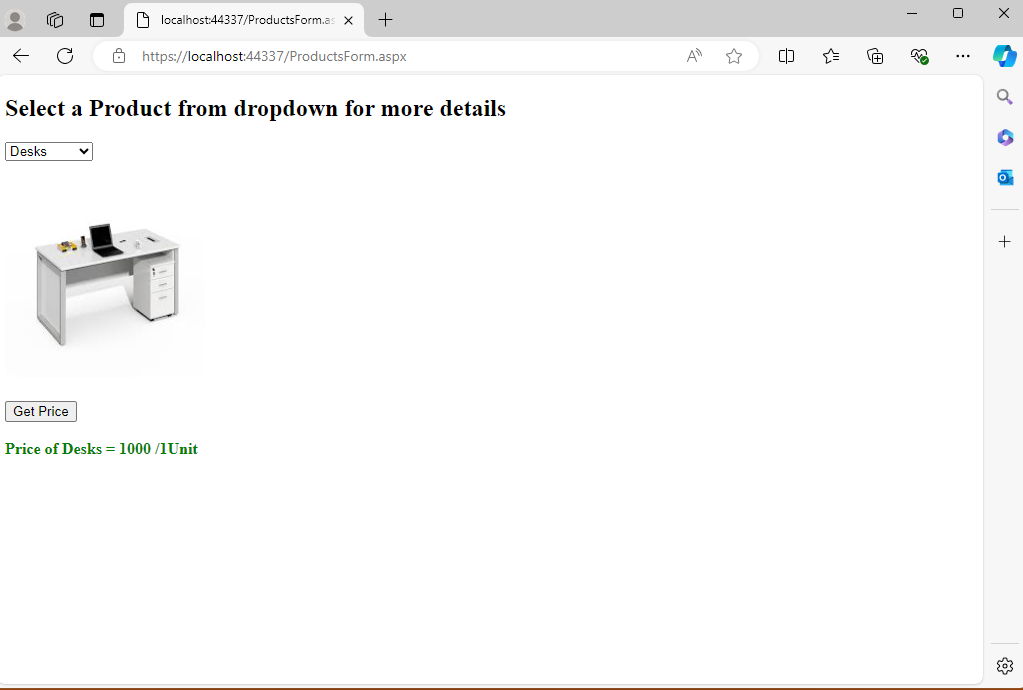 localhost:44337/ProductsForm.as
https://localhost:44337/ProductsForm.aspx
Select a Product from dropdown for more details
Desks
Get Price
Price of Desks = 1000 /1Unit